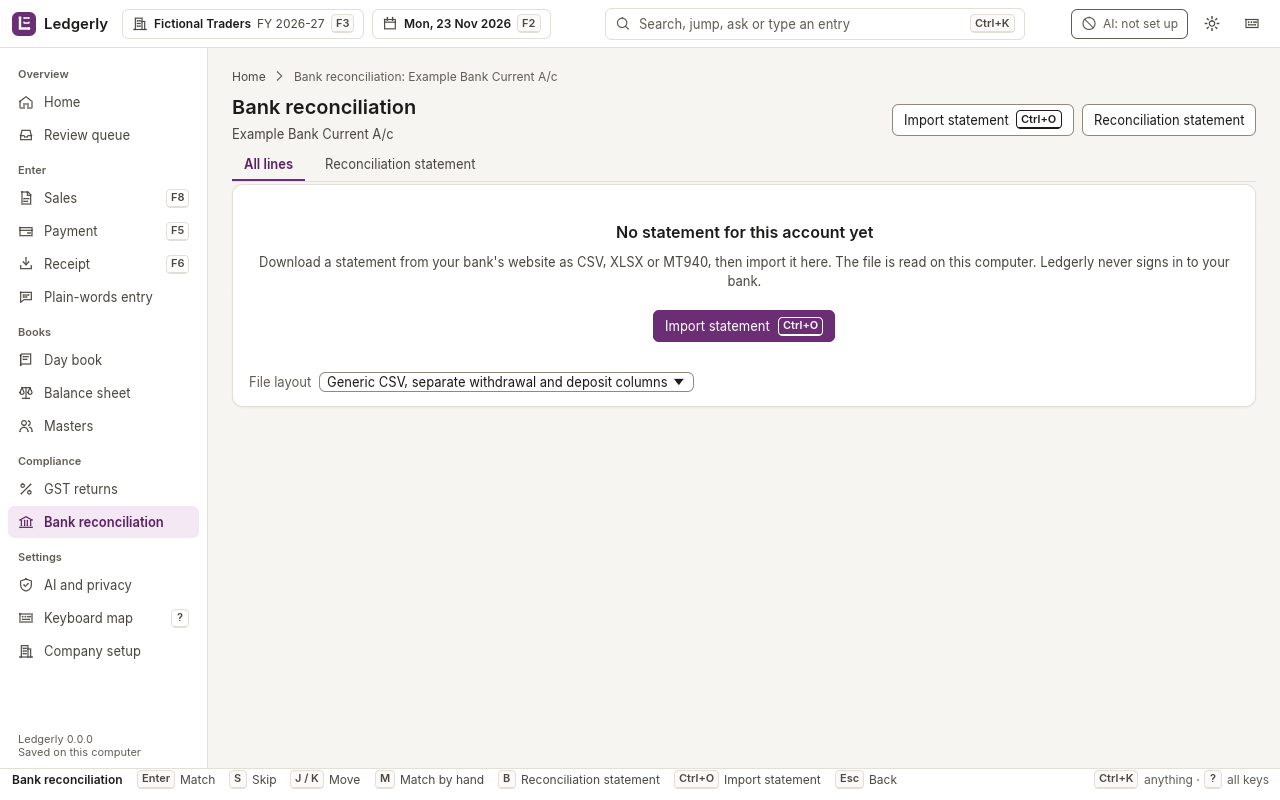 Ledgerly
Fictional Traders FY 2026-27 F3
Mon, 23 Nov 2026 F2
Search, jump, ask or type an entry Ctrl+K
AI: not set up
Overview
Home
Review queue
Enter
Sales F8
Payment F5
Receipt F6
Plain-words entry
Books
Day book
Balance sheet
Masters
Compliance
GST returns
Bank reconciliation
Settings
AI and privacy
Keyboard map ?
Company setup
Ledgerly 0.0.0
Saved on this computer
Home Bank reconciliation: Example Bank Current A/c
Bank reconciliation
Example Bank Current A/c
Import statement Ctrl+O
Reconciliation statement
All lines Reconciliation statement
No statement for this account yet
Download a statement from your bank's website as CSV, XLSX or MT940, then import it here. The file is read on this computer. Ledgerly never signs in to your
bank.
Import statement Ctrl+O
File layout Generic CSV, separate withdrawal and deposit columns
Bank reconciliation Enter Match S Skip J / K Move M Match by hand B Reconciliation statement Ctrl+O Import statement Esc Back Ctrl+K anything · ? all keys